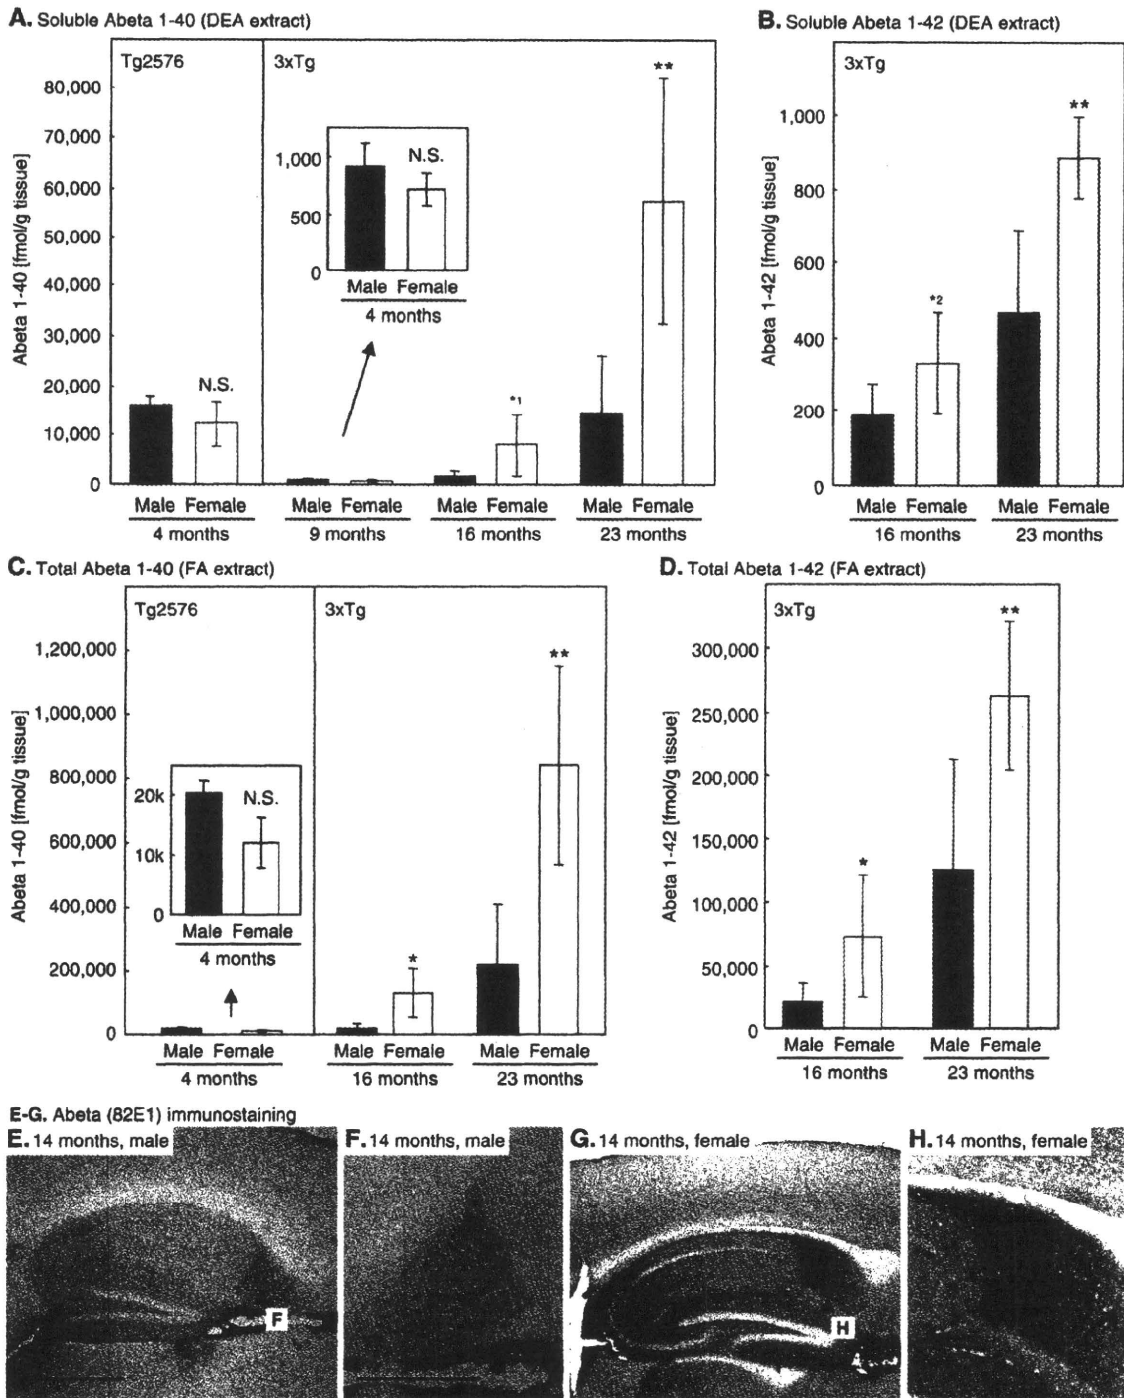 A. Soluble Abeta 1-40 (DEA extract)
Tg2576
3xTg
Abeta 1-40 [fmol/g tissue]
80,000
70,000
60,000
50,000
40,000
30,000
20,000
10,000
0
N.S.
1,000
500
0
N.S.
Male Female
4 months
*1
**
Male Female Male Female Male Female Male Female
4 months 9 months 16 months 23 months
B. Soluble Abeta 1-42 (DEA extract)
3xTg
Abeta 1-42 [fmol/g tissue]
1,000
800
600
400
200
0
*2
**
Male Female Male Female
16 months 23 months
C. Total Abeta 1-40 (FA extract)
Tg2576
3xTg
Abeta 1-40 [fmol/g tissue]
1,200,000
1,000,000
800,000
600,000
400,000
200,000
0
20k
10k
0
N.S.
Male Female
4 months
*
**
Male Female Male Female Male Female
4 months 16 months 23 months
D. Total Abeta 1-42 (FA extract)
3xTg
Abeta 1-42 [fmol/g tissue]
300,000
250,000
200,000
150,000
100,000
50,000
0
*
**
Male Female Male Female
16 months 23 months
E-G. Abeta (82E1) immunostaining
E. 14 months, male
F
F. 14 months, male
G. 14 months, female
H
H. 14 months, female